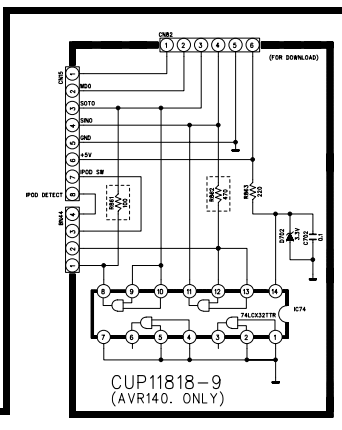 CN82
1 2 3 4 5 6
(FOR DOWNLOAD)
CN15
1
2 MDO
3 SOTO
4 SINO
5 GND
6 +5V
7 IPOD SW
8
IPOD DETECT
BN44
4
3
2
1
R861
100
R862
470
R863
220
D702
3.3V
C702
0.1
8 9 10 11 12 13 14
IC74
74LCX32TTR
7 6 5 4 3 2 1
CUP11818-9
(AVR140. ONLY)